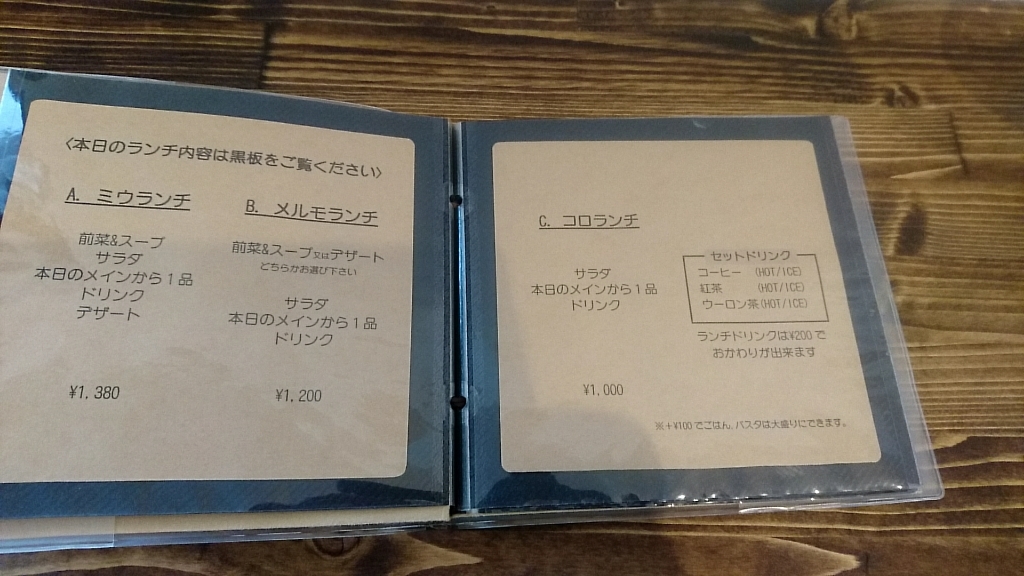 〈本日のランチ内容は黒板をご覧ください〉
A. ミウランチ
前菜&スープ
サラダ
本日のメインから1品
ドリンク
デザート
¥1,380
B. メルモランチ
前菜&スープ又はデザート
どちらかお選び下さい
サラダ
本日のメインから1品
ドリンク
¥1,200
C. コロランチ
サラダ
本日のメインから1品
ドリンク
¥1,000
セットドリンク
コーヒー (HOT/ICE)
紅茶 (HOT/ICE)
ウーロン茶(HOT/ICE)
ランチドリンクは¥200で
おかわりが出来ます
※+¥100でごはん、パスタは大盛りにできます。